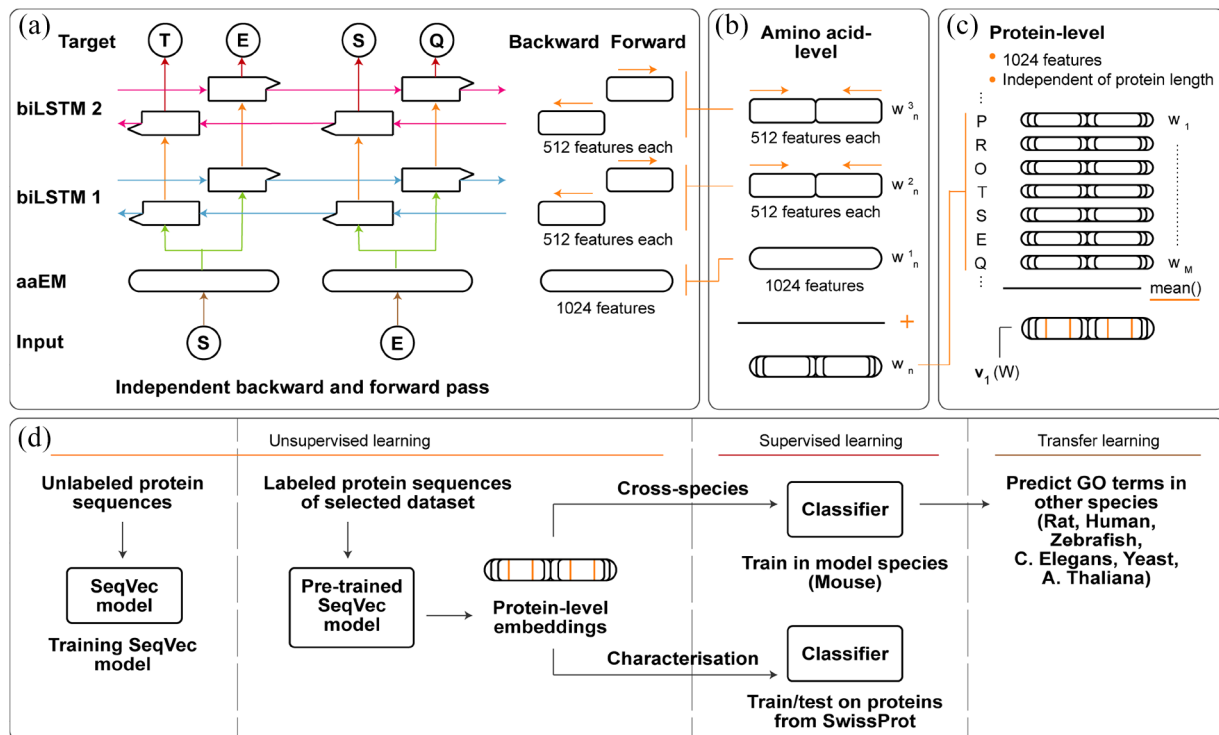 (a)
Target
T
E
S
Q
Backward
Forward
biLSTM 2
512 features each
biLSTM 1
512 features each
aaEM
1024 features
Input
S
E
Independent backward and forward pass
(b)
Amino acid-
level
w 3 n
512 features each
w 2 n
512 features each
w 1 n
1024 features
+
w n
(c)
Protein-level
• 1024 features
• Independent of protein length
⋮
P
R
O
T
S
E
Q
⋮
w 1
w M
mean()
v1(W)
(d)
Unsupervised learning
Supervised learning
Transfer learning
Unlabeled protein
sequences
SeqVec
model
Training SeqVec
model
Labeled protein sequences
of selected dataset
Pre-trained
SeqVec
model
Protein-level
embeddings
Cross-species
Characterisation
Classifier
Train in model species
(Mouse)
Classifier
Train/test on proteins
from SwissProt
Predict GO terms in
other species
(Rat, Human,
Zebrafish,
C. Elegans, Yeast,
A. Thaliana)